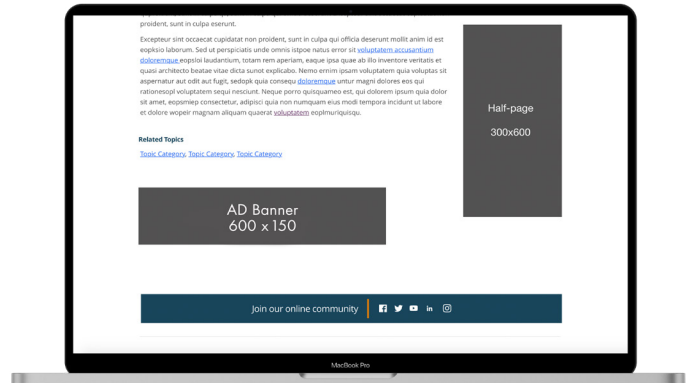 proident, sunt in culpa eserunt.
Excepteur sint occaecat cupidatat non proident, sunt in culpa qui officia deserunt mollit anim id est
eopksio laborum. Sed ut perspiciatis unde omnis istpoe natus error sit voluptatem accusantium
doloremque eopsloi laudantium, totam rem aperiam, eaque ipsa quae ab illo inventore veritatis et
quasi architecto beatae vitae dicta sunot explicabo. Nemo ernim ipsam voluptatem quia voluptas sit
aspernatur aut odit aut fugit, sedopk quia consequ doloremque untur magni dolores eos qui
rationesopl voluptatem sequi nesciunt. Neque porro quisquameo est, qui dolorem ipsum quia dolor
sit amet, eopsmiep consectetur, adipisci quia non numquam eius modi tempora incidunt ut labore
et dolore wopeir magnam aliquam quaerat voluptatem eoplmuriquisqu.
Half-page
300x600
Related Topics
Topic Category, Topic Category, Topic Category
AD Banner
600 x 150
Join our online community
MacBook Pro